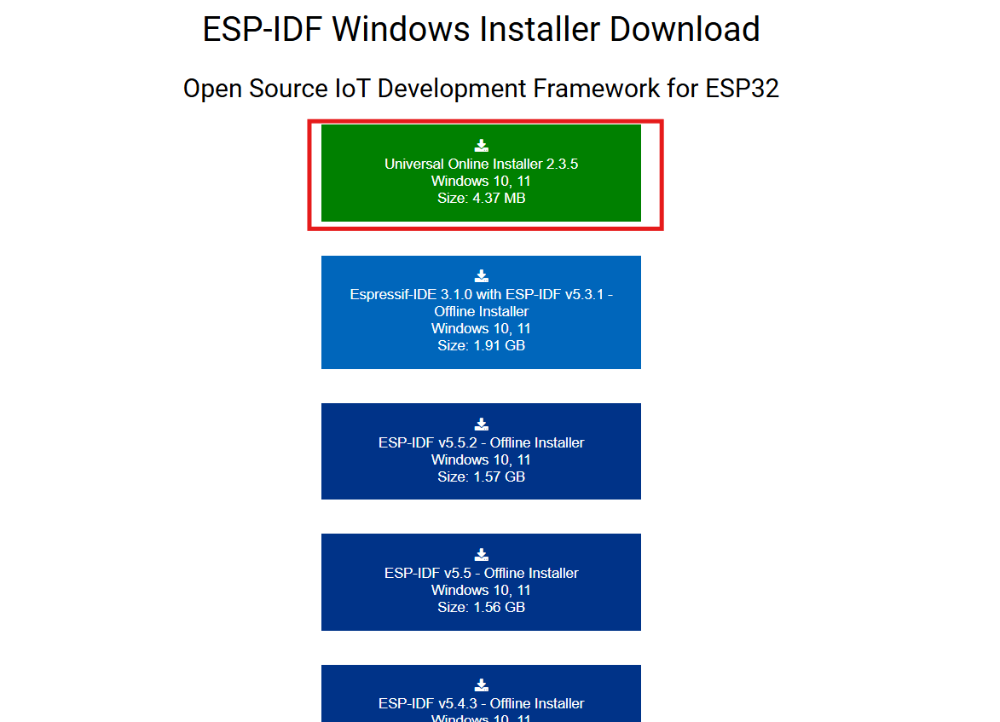 ESP-IDF Windows Installer Download
Open Source IoT Development Framework for ESP32
Universal Online Installer 2.3.5
Windows 10, 11
Size: 4.37 MB
Espressif-IDE 3.1.0 with ESP-IDF v5.3.1 -
Offline Installer
Windows 10, 11
Size: 1.91 GB
ESP-IDF v5.5.2 - Offline Installer
Windows 10, 11
Size: 1.57 GB
ESP-IDF v5.5 - Offline Installer
Windows 10, 11
Size: 1.56 GB
ESP-IDF v5.4.3 - Offline Installer
Windows 10, 11